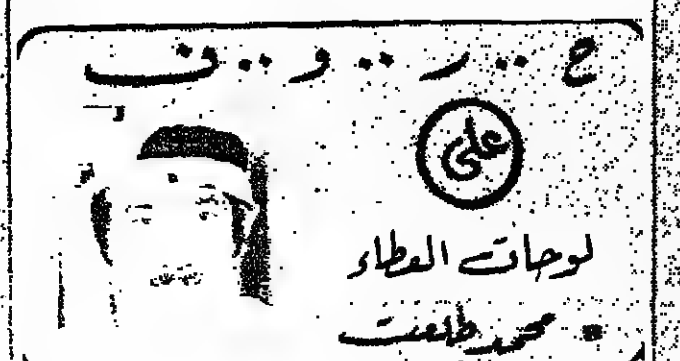 ح .. ر .. و .. ف
على
لوحات العطاء
محمد طلعت